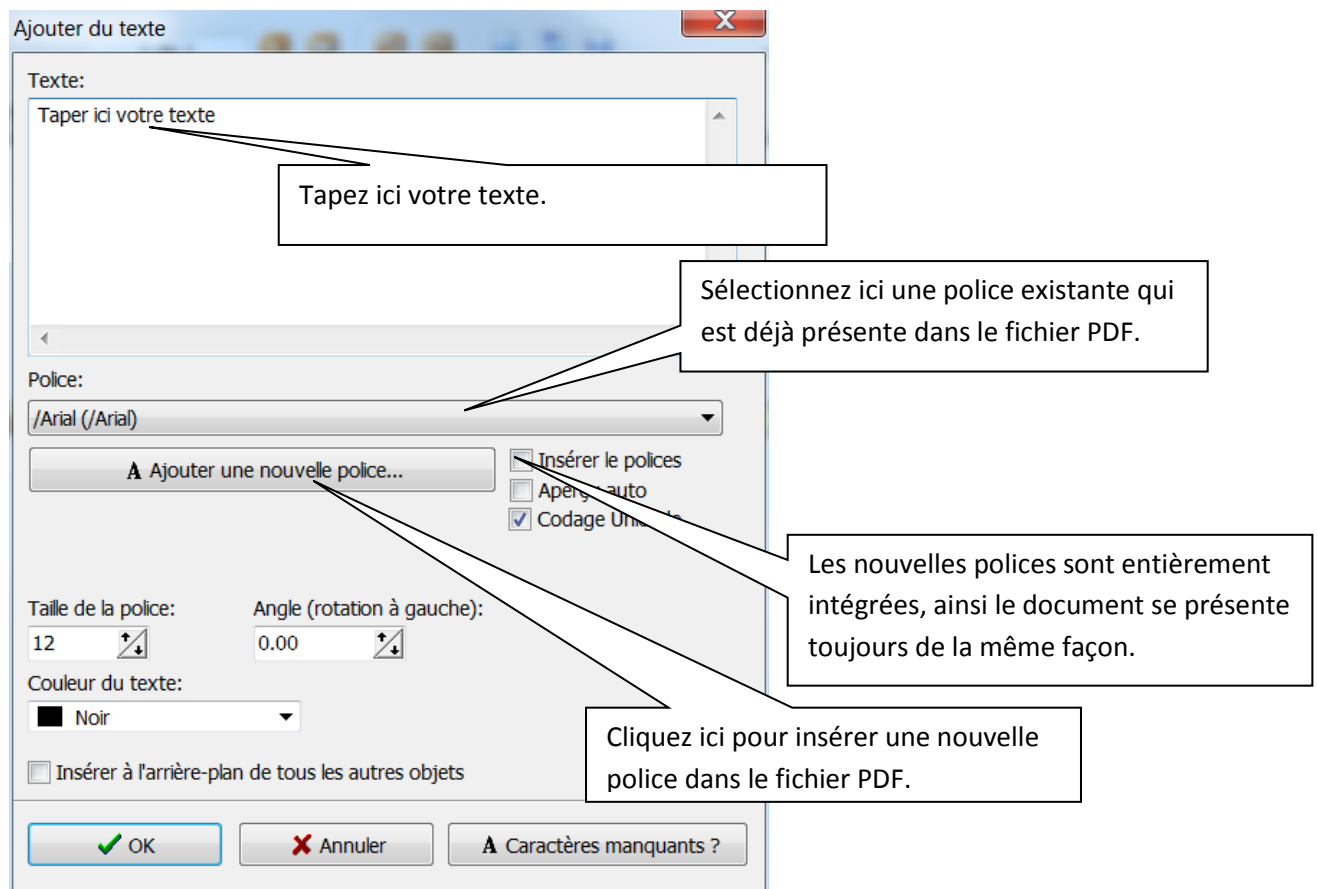 Ajouter du texte
Texte:
Taper ici votre texte
Tapez ici votre texte.
Sélectionnez ici une police existante qui
est déjà présente dans le fichier PDF.
Police:
/Arial (/Arial)
A Ajouter une nouvelle police...
Insérer le polices
Aperçu auto
Codage Unicode
Les nouvelles polices sont entièrement
intégrées, ainsi le document se présente
toujours de la même façon.
Taille de la police: Angle (rotation à gauche):
12 0.00
Couleur du texte:
Noir
Cliquez ici pour insérer une nouvelle
police dans le fichier PDF.
Insérer à l'arrière-plan de tous les autres objets
OK Annuler A Caractères manquants ?